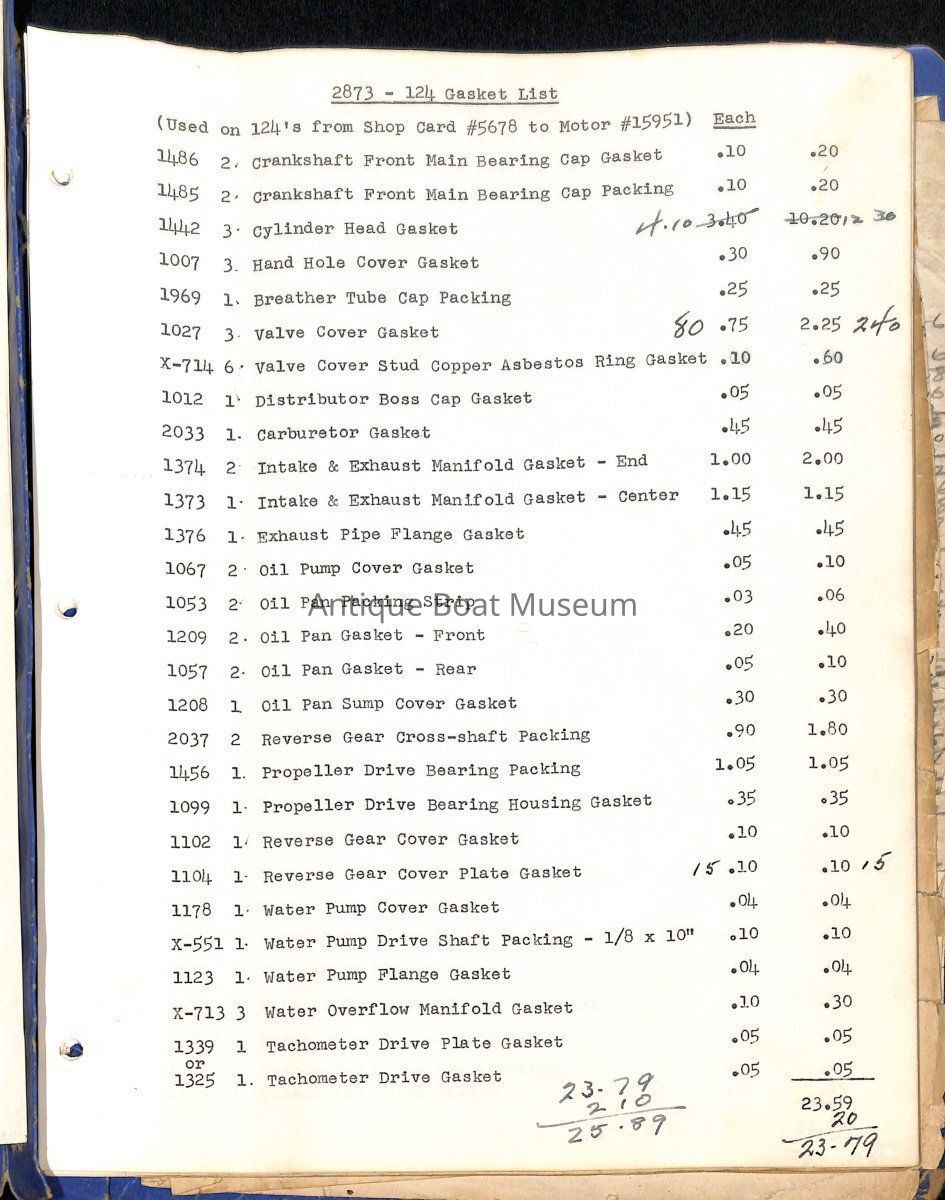 2873 - 124 Gasket List
(Used on 124's from Shop Card #5678 to Motor #15951) Each
1486 2. Crankshaft Front Main Bearing Cap Gasket .10 .20
1485 2. Crankshaft Front Main Bearing Cap Packing .10 .20
1442 3. Cylinder Head Gasket 4.10 3.40 10.20 12 30
1007 3. Hand Hole Cover Gasket .30 .90
1969 1. Breather Tube Cap Packing .25 .25
1027 3. Valve Cover Gasket 80 .75 2.25 240
X-714 6. Valve Cover Stud Copper Asbestos Ring Gasket .10 .60
1012 1. Distributor Boss Cap Gasket .05 .05
2033 1. Carburetor Gasket .45 .45
1374 2 Intake & Exhaust Manifold Gasket - End 1.00 2.00
1373 1. Intake & Exhaust Manifold Gasket - Center 1.15 1.15
1376 1. Exhaust Pipe Flange Gasket .45 .45
1067 2. Oil Pump Cover Gasket .05 .10
1053 2. Oil Pan Packing Strip .03 .06
Antique Boat Museum
1209 2. Oil Pan Gasket - Front .20 .40
1057 2. Oil Pan Gasket - Rear .05 .10
1208 1 Oil Pan Sump Cover Gasket .30 .30
2037 2 Reverse Gear Cross-shaft Packing .90 1.80
1456 1. Propeller Drive Bearing Packing 1.05 1.05
1099 1. Propeller Drive Bearing Housing Gasket .35 .35
1102 1. Reverse Gear Cover Gasket .10 .10
1104 1. Reverse Gear Cover Plate Gasket 15 .10 .10 15
1178 1. Water Pump Cover Gasket .04 .04
X-551 1. Water Pump Drive Shaft Packing - 1/8 x 10" .10 .10
1123 1. Water Pump Flange Gasket .04 .04
X-713 3 Water Overflow Manifold Gasket .10 .30
1339 1 Tachometer Drive Plate Gasket .05 .05
or
1325 1. Tachometer Drive Gasket .05 .05
23-79 23.59
210 20
25.89 23-79